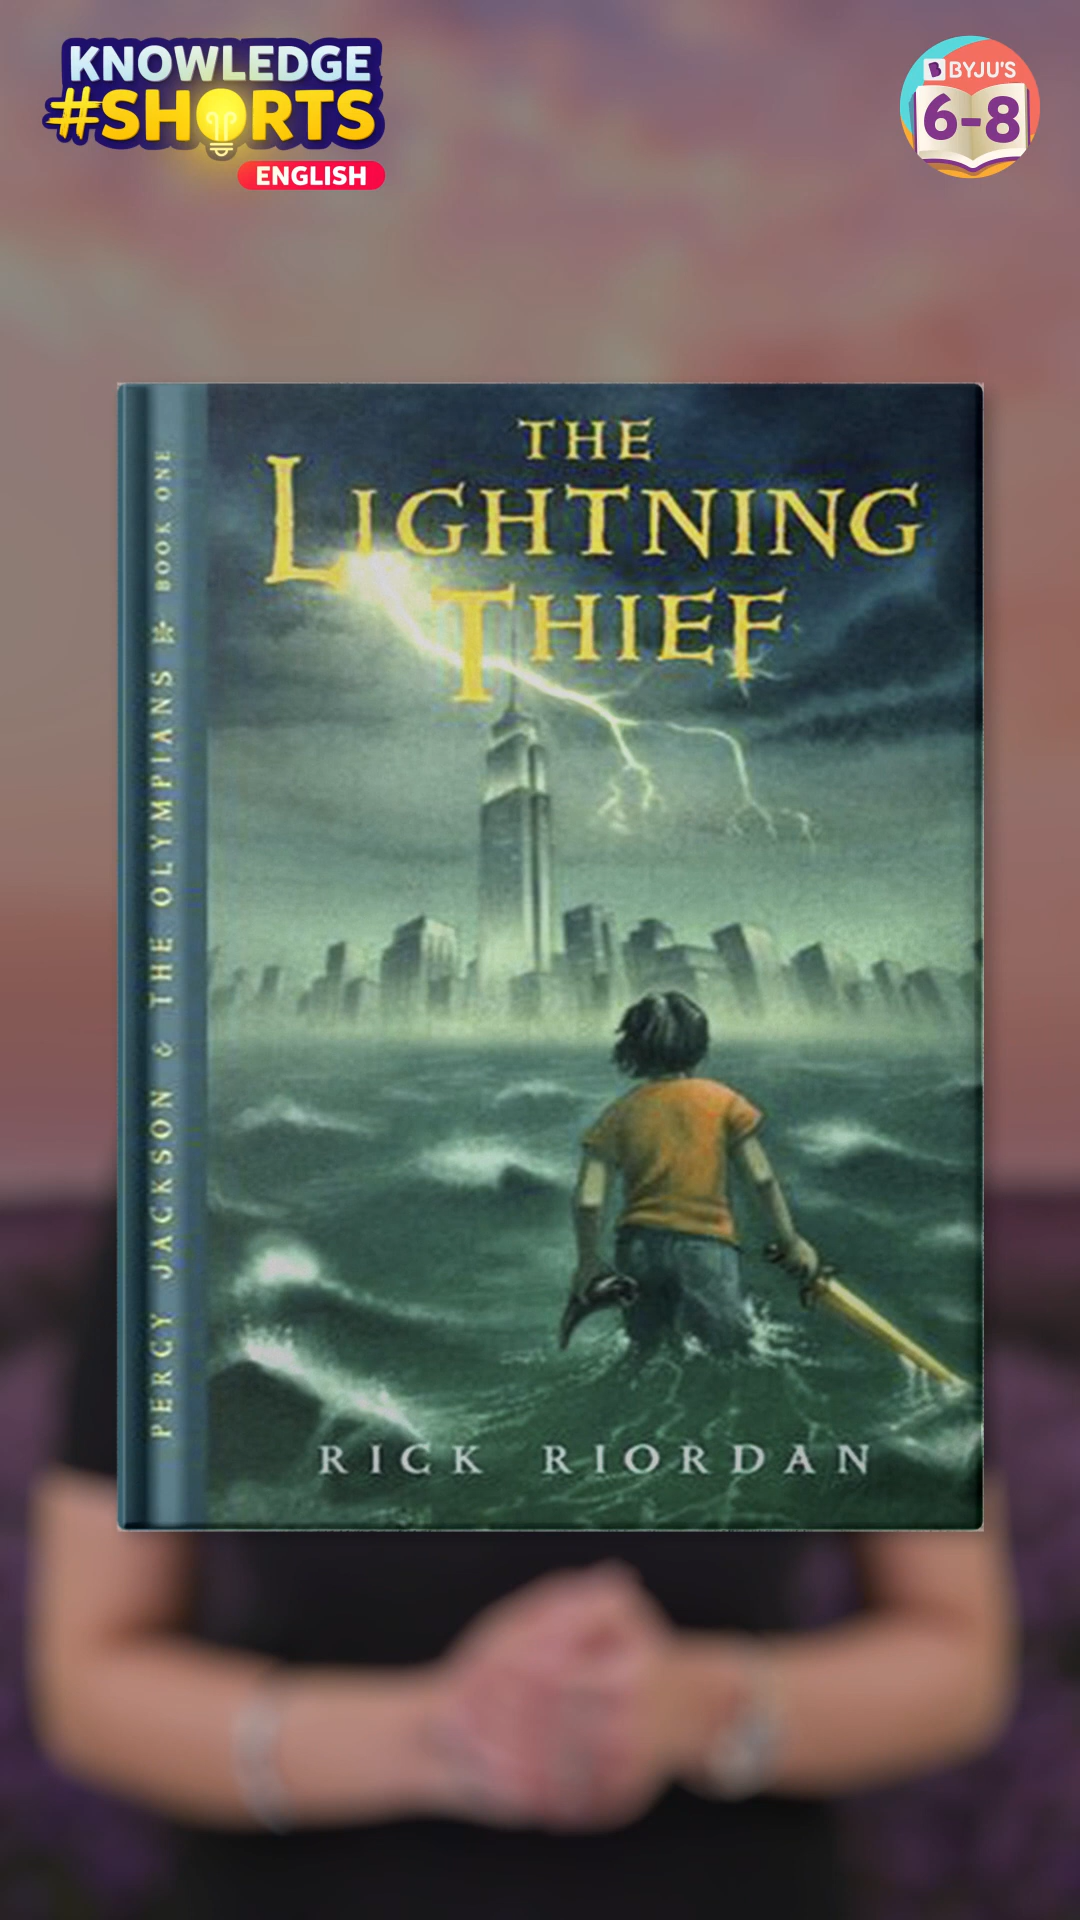 KNOWLEDGE
#SHORTS
ENGLISH
BYJU'S
6-8
THE
LIGHTNING
THIEF
PERCY JACKSON & THE OLYMPIANS * BOOK ONE
RICK RIORDAN